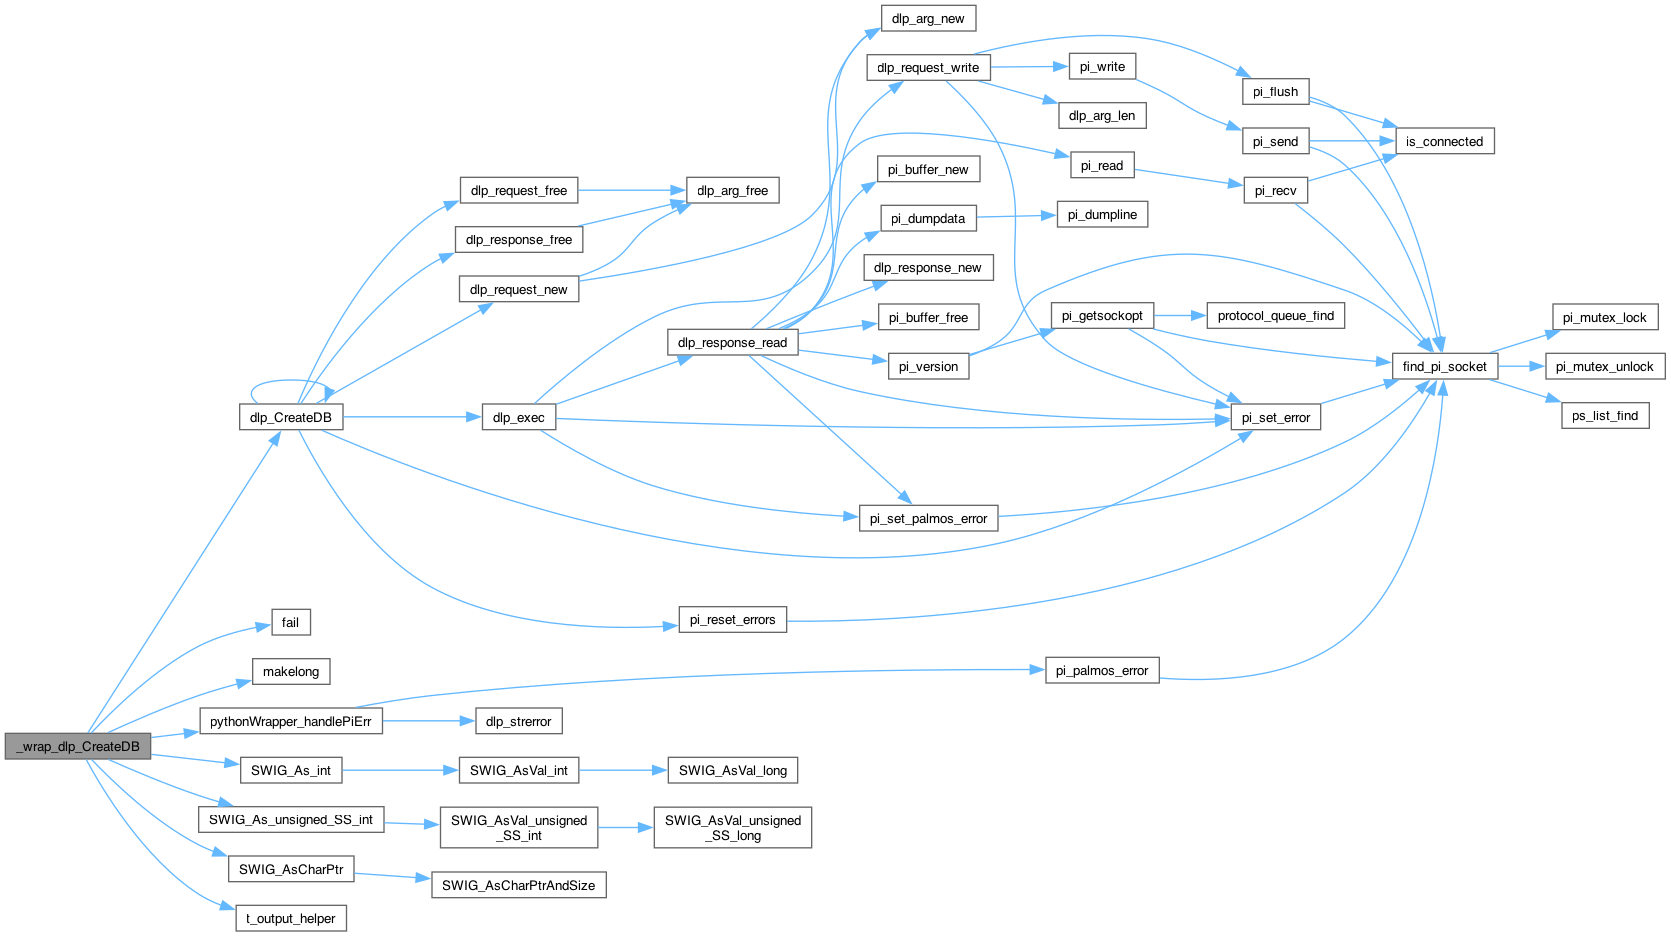 dlp_arg_new
dlp_request_write
pi_write
pi_flush
dlp_arg_len
pi_send
is_connected
pi_read
pi_buffer_new
pi_recv
dlp_request_free
dlp_arg_free
pi_dumpdata
pi_dumpline
dlp_response_free
dlp_response_new
dlp_request_new
pi_getsockopt
protocol_queue_find
pi_buffer_free
pi_mutex_lock
dlp_response_read
pi_version
find_pi_socket
pi_mutex_unlock
dlp_CreateDB
dlp_exec
pi_set_error
ps_list_find
pi_set_palmos_error
fail
pi_reset_errors
makelong
pi_palmos_error
pythonWrapper_handlePiErr
dlp_strerror
_wrap_dlp_CreateDB
SWIG_As_int
SWIG_AsVal_int
SWIG_AsVal_long
SWIG_As_unsigned_SS_int
SWIG_AsVal_unsigned
_SS_int
SWIG_AsVal_unsigned
_SS_long
SWIG_AsCharPtr
SWIG_AsCharPtrAndSize
t_output_helper